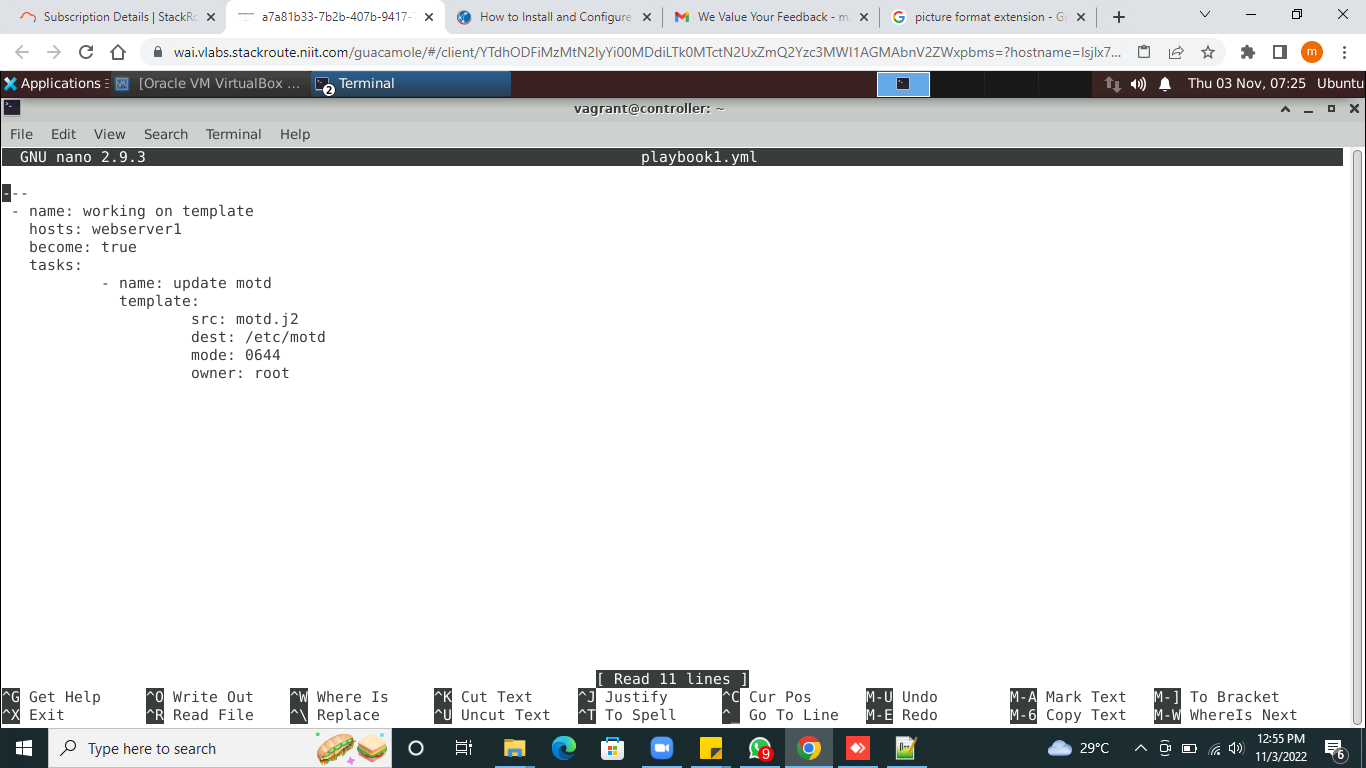 Subscription Details | StackRo
a7a81b33-7b2b-407b-9417-
How to Install and Configure
We Value Your Feedback - m
picture format extension - Go
wai.vlabs.stackroute.niit.com/guacamole/#/client/
m
Applications
[Oracle VM VirtualBox ...
2
Terminal
Thu 03 Nov, 07:25
Ubuntu
vagrant@controller: ~
File Edit View Search Terminal Help
GNU nano 2.9.3 playbook1.yml
---
- name: working on template
hosts: webserver1
become: true
tasks:
- name: update motd
template:
src: motd.j2
dest: /etc/motd
mode: 0644
owner: root
[ Read 11 lines ]
^G Get Help ^O Write Out ^W Where Is ^K Cut Text ^J Justify ^C Cur Pos M-U Undo M-A Mark Text M-] To Bracket
^X Exit ^R Read File ^\ Replace ^U Uncut Text ^T To Spell ^_ Go To Line M-E Redo M-6 Copy Text M-W WhereIs Next
Type here to search
9
29°C
12:55 PM
11/3/2022
6